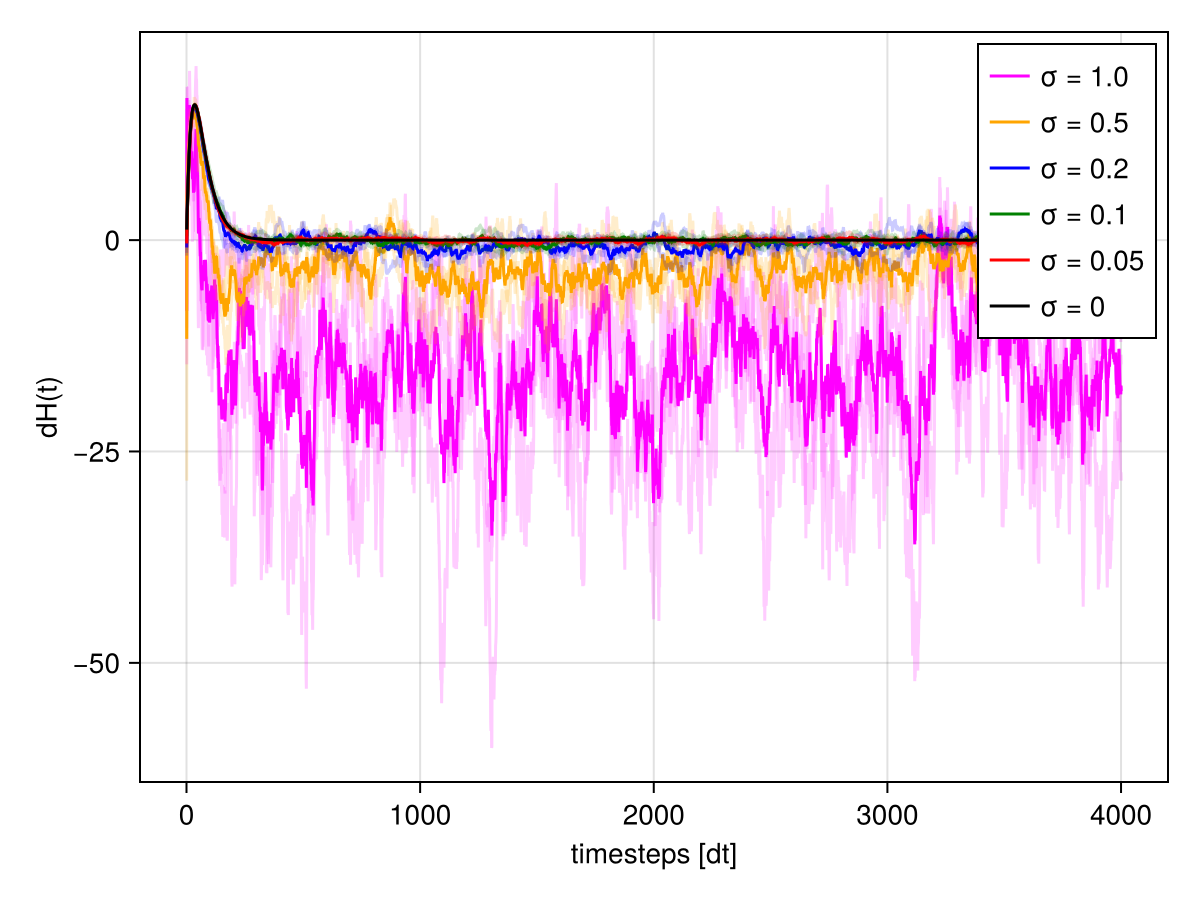 σ = 1.0
σ = 0.5
σ = 0.2
σ = 0.1
σ = 0.05
σ = 0
dH(t)
0
−25
−50
0 1000 2000 3000 4000
timesteps [dt]